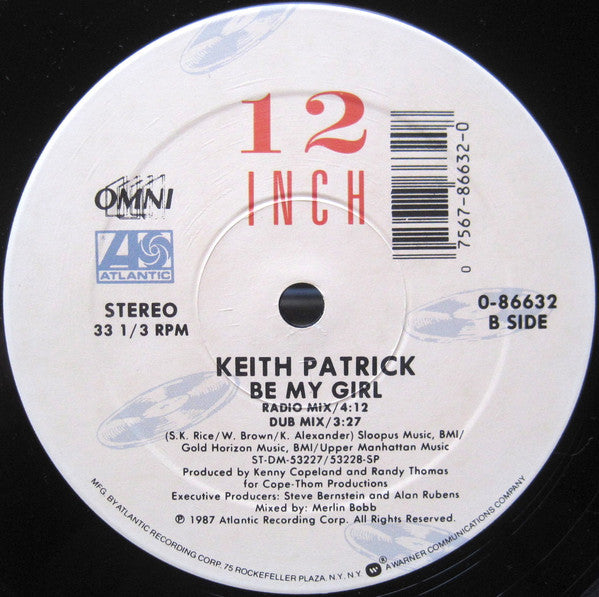 12
INCH
OMNI
ATLANTIC
STEREO
33 1/3 RPM
0 7567-86632-0
0-86632
B SIDE
KEITH PATRICK
BE MY GIRL
RADIO MIX/4:12
DUB MIX/3:27
(S.K. Rice/W. Brown/K. Alexander) Sloopus Music, BMI/
Gold Horizon Music, BMI/Upper Manhattan Music
ST-DM-53227/53228-SP
Produced by Kenny Copeland and Randy Thomas
for Cope-Thom Productions
Executive Producers: Steve Bernstein and Alan Rubens
Mixed by: Merlin Bobb
℗ 1987 Atlantic Recording Corp. All Rights Reserved.
MFG. BY ATLANTIC RECORDING CORP. 75 ROCKEFELLER PLAZA. N.Y. N.Y. W ® A WARNER COMMUNICATIONS COMPANY